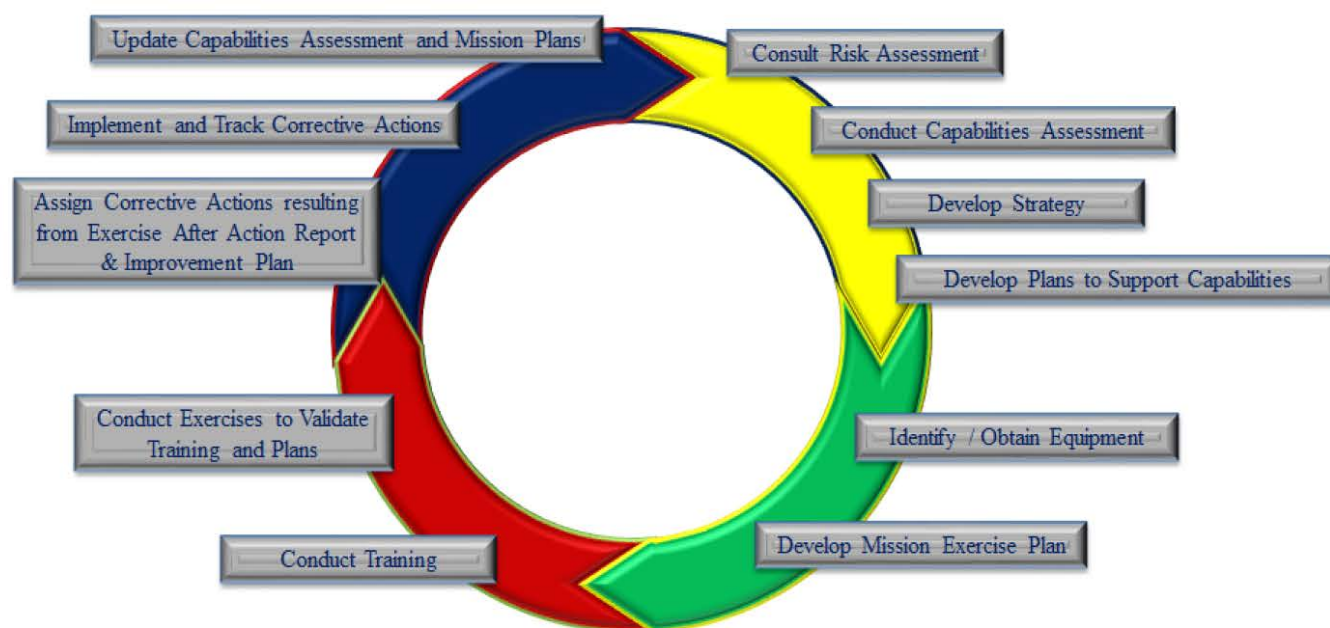 Update Capabilities Assessment and Mission Plans
Consult Risk Assessment
Implement and Track Corrective Actions
Conduct Capabilities Assessment
Assign Corrective Actions resulting
from Exercise After Action Report
& Improvement Plan
Develop Strategy
Develop Plans to Support Capabilities
Conduct Exercises to Validate
Training and Plans
Identify / Obtain Equipment
Conduct Training
Develop Mission Exercise Plan